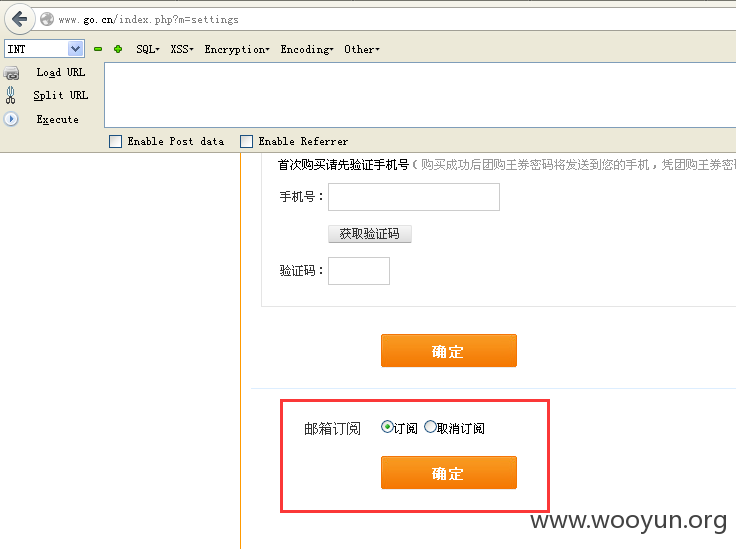 www.go.cn/index.php?m=settings
INT SQL XSS Encryption Encoding Other
Load URL
Split URL
Execute
Enable Post data Enable Referrer
首次购买请先验证手机号（购买成功后团购王券密码将发送到您的手机，凭团购王券密码
手机号：
获取验证码
验证码：
确定
邮箱订阅 订阅 取消订阅
确定
www.wooyun.org